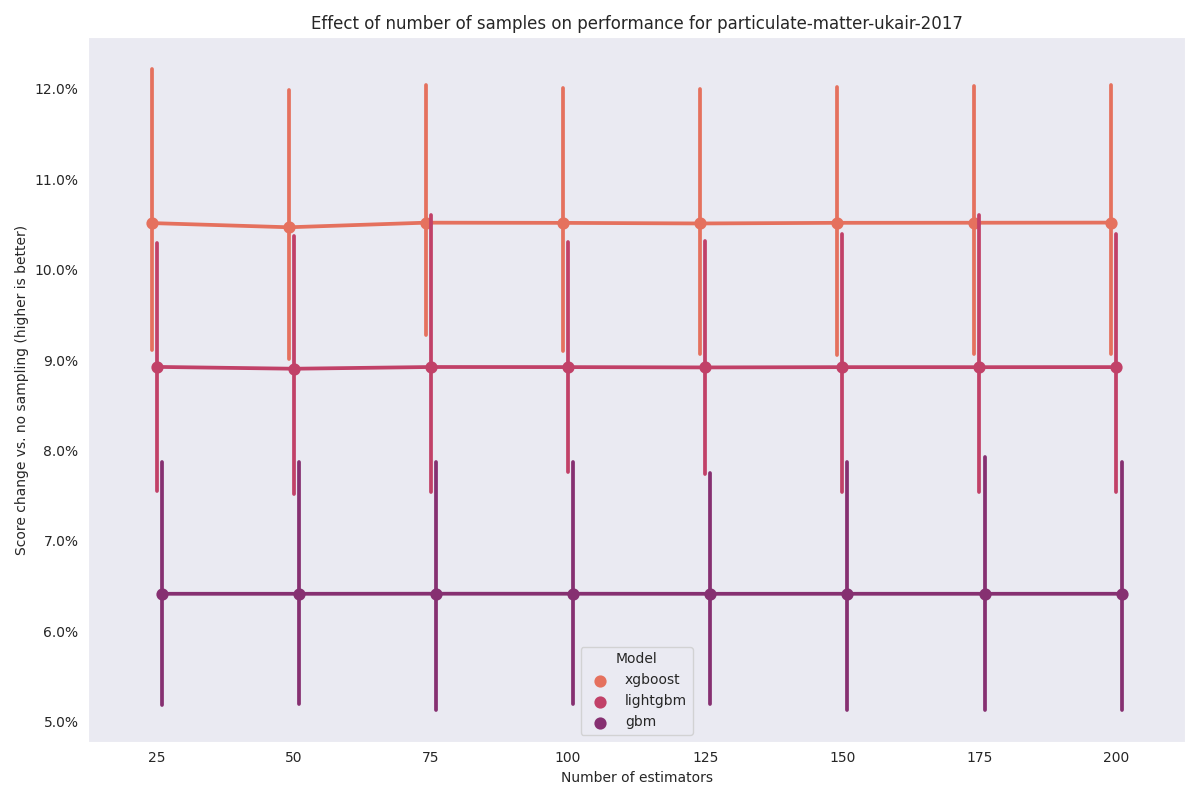 Effect of number of samples on performance for particulate-matter-ukair-2017
Score change vs. no sampling (higher is better)
12.0%
11.0%
10.0%
9.0%
8.0%
7.0%
6.0%
5.0%
Model
xgboost
lightgbm
gbm
25 50 75 100 125 150 175 200
Number of estimators